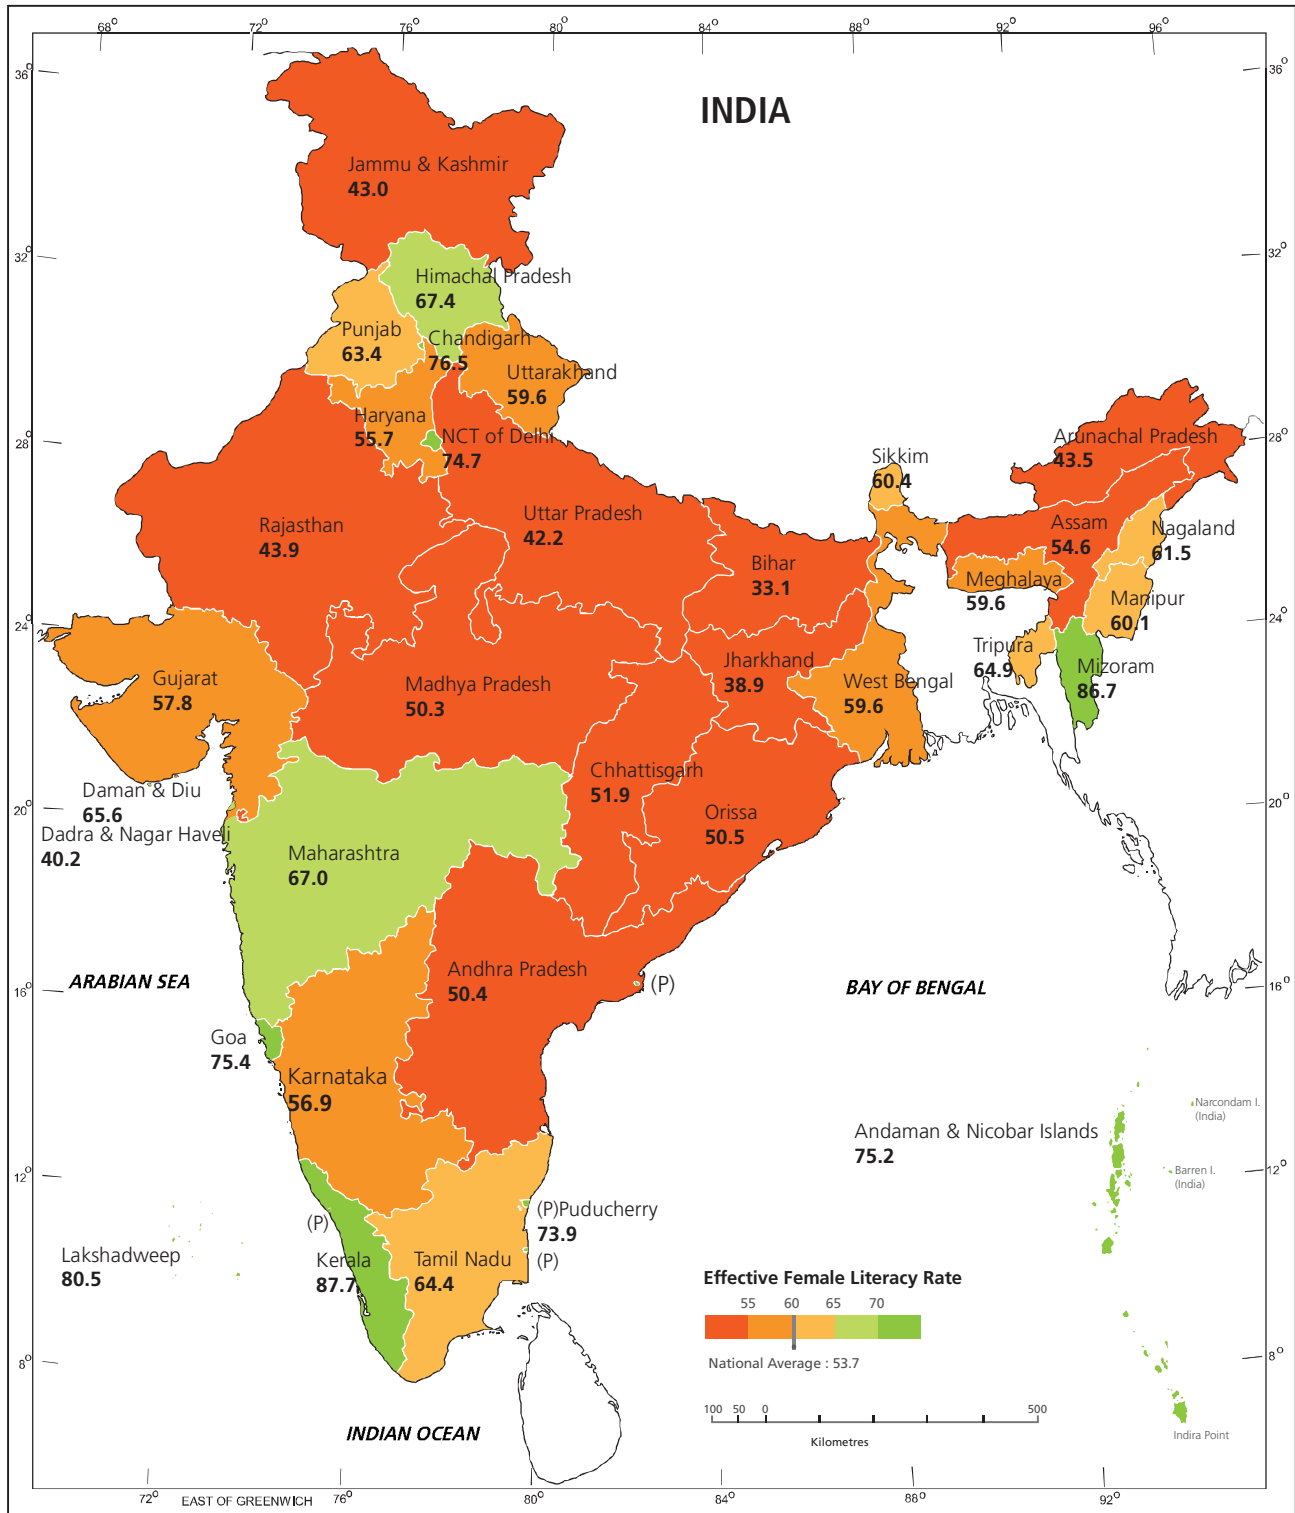 68° 72° 76° 80° 84° 88° 92° 96°
INDIA
36° 36°
Jammu & Kashmir
43.0
32° 32°
Himachal Pradesh
67.4
Punjab
63.4
Chandigarh
76.5
Uttarakhand
59.6
Haryana
55.7
NCT of Delhi
74.7
28° 28°
Arunachal Pradesh
43.5
Sikkim
60.4
Rajasthan
43.9
Uttar Pradesh
42.2
Assam
54.6
Nagaland
61.5
Bihar
33.1
Meghalaya
59.6
Manipur
60.1
24° 24°
Tripura
64.9
Mizoram
86.7
Gujarat
57.8
Madhya Pradesh
50.3
Jharkhand
38.9
West Bengal
59.6
Chhattisgarh
51.9
Daman & Diu
65.6
20° 20°
Orissa
50.5
Dadra & Nagar Haveli
40.2
Maharashtra
67.0
ARABIAN SEA
Andhra Pradesh
50.4
(P)
BAY OF BENGAL
16° 16°
Goa
75.4
Karnataka
56.9
Narcondam I.
(India)
Andaman & Nicobar Islands
75.2
Barren I.
(India)
12° 12°
(P)Puducherry
73.9
(P)
(P)
Lakshadweep
80.5
Kerala
87.7
Tamil Nadu
64.4
Effective Female Literacy Rate
55 60 65 70
National Average : 53.7
8° 8°
100 50 0 500
Kilometres
INDIAN OCEAN
Indira Point
72° EAST OF GREENWICH 76° 80° 84° 88° 92°